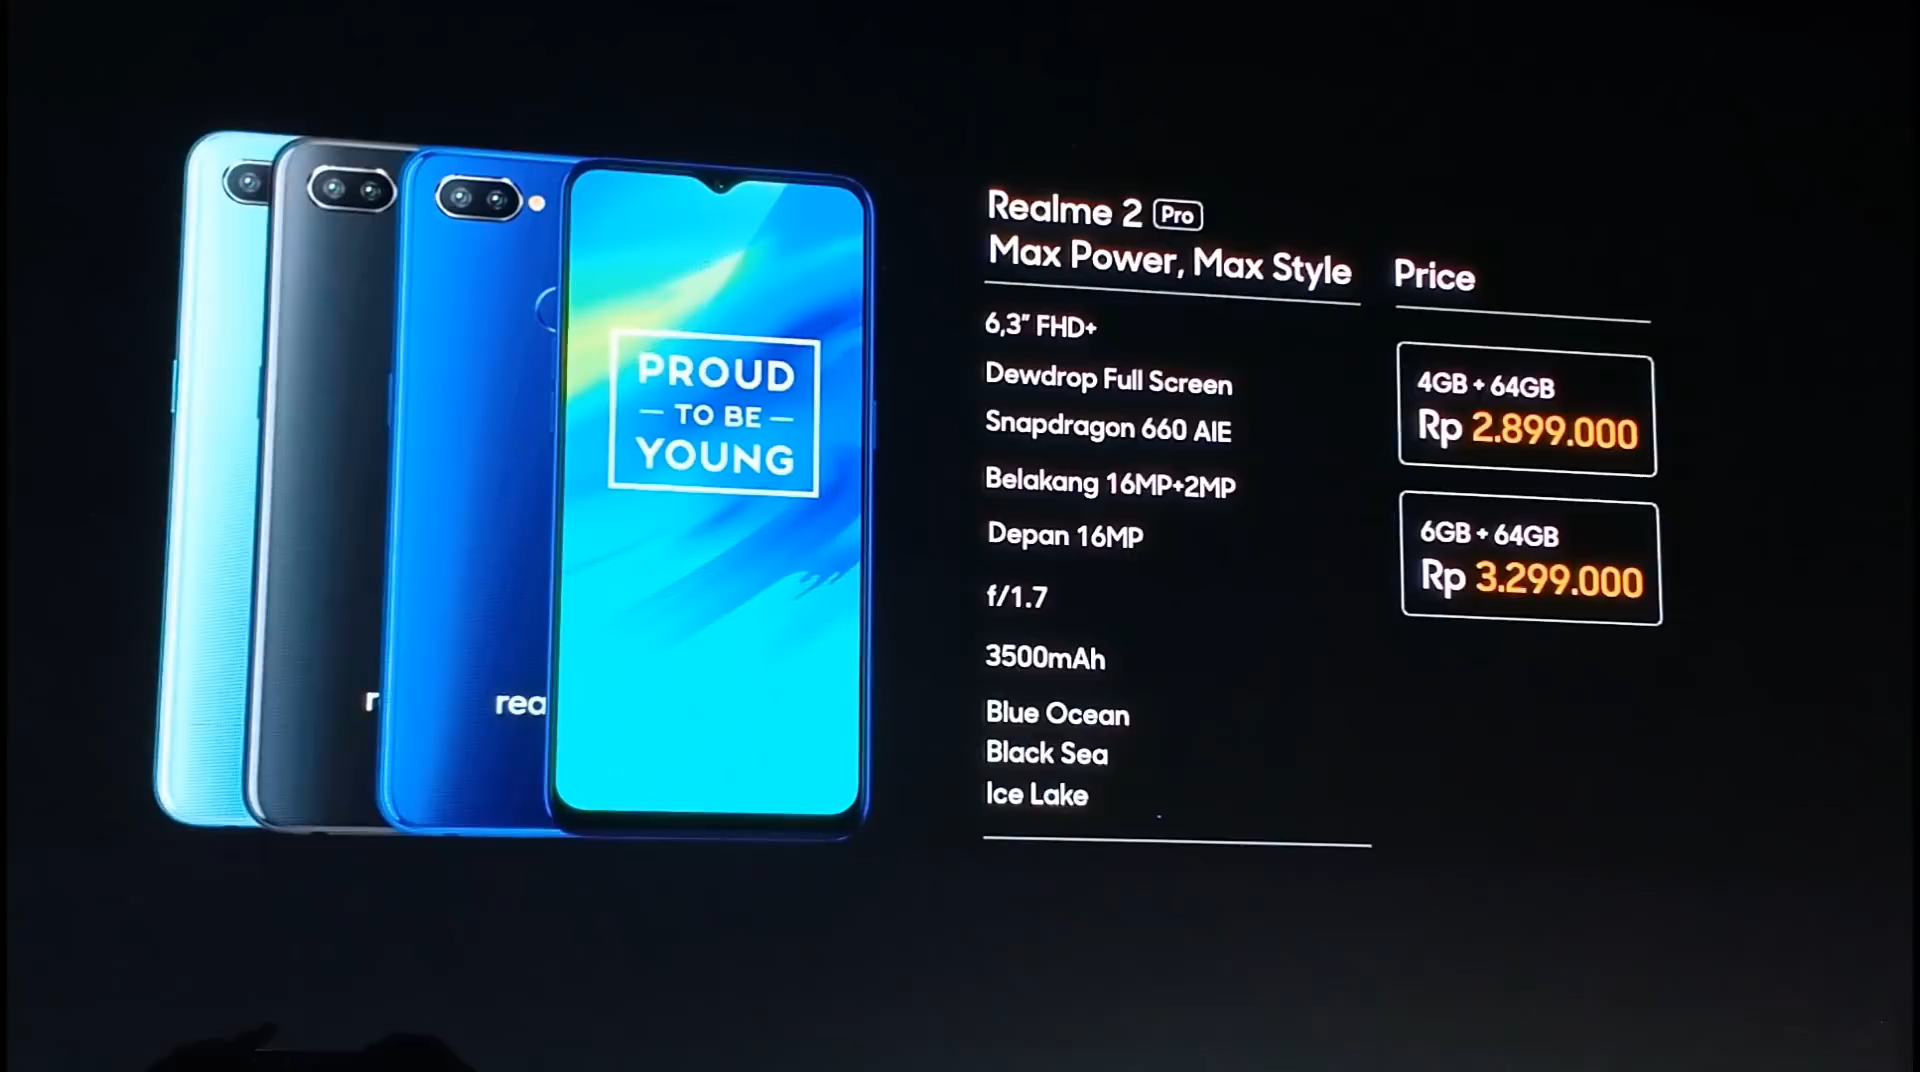 PROUD
TO BE
YOUNG
rea
Realme 2 Pro
Max Power, Max Style
6,3" FHD+
Dewdrop Full Screen
Snapdragon 660 AIE
Belakang 16MP+2MP
Depan 16MP
f/1.7
3500mAh
Blue Ocean
Black Sea
Ice Lake
Price
4GB + 64GB
Rp 2.899.000
6GB + 64GB
Rp 3.299.000